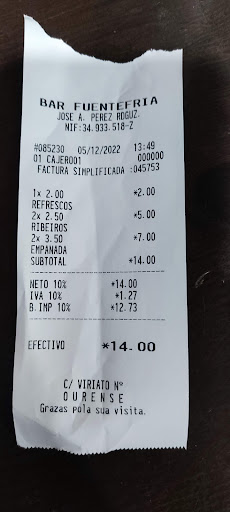 BAR FUENTEFRIA
JOSE A. PEREZ RDGUZ.
NIF:34.933.518-Z
#085230 05/12/2022 13:49
01 CAJERO01 000000
FACTURA SIMPLIFICADA :045753
1x 2.00 *2.00
REFRESCOS
2x 2.50 *5.00
RIBEIROS
2x 3.50 *7.00
EMPANADA
SUBTOTAL *14.00
NETO 10% *14.00
IVA 10% *1.27
B.IMP 10% *12.73
EFECTIVO *14.00
C/ VIRIATO Nº
OURENSE
Grazas pola sua visita.